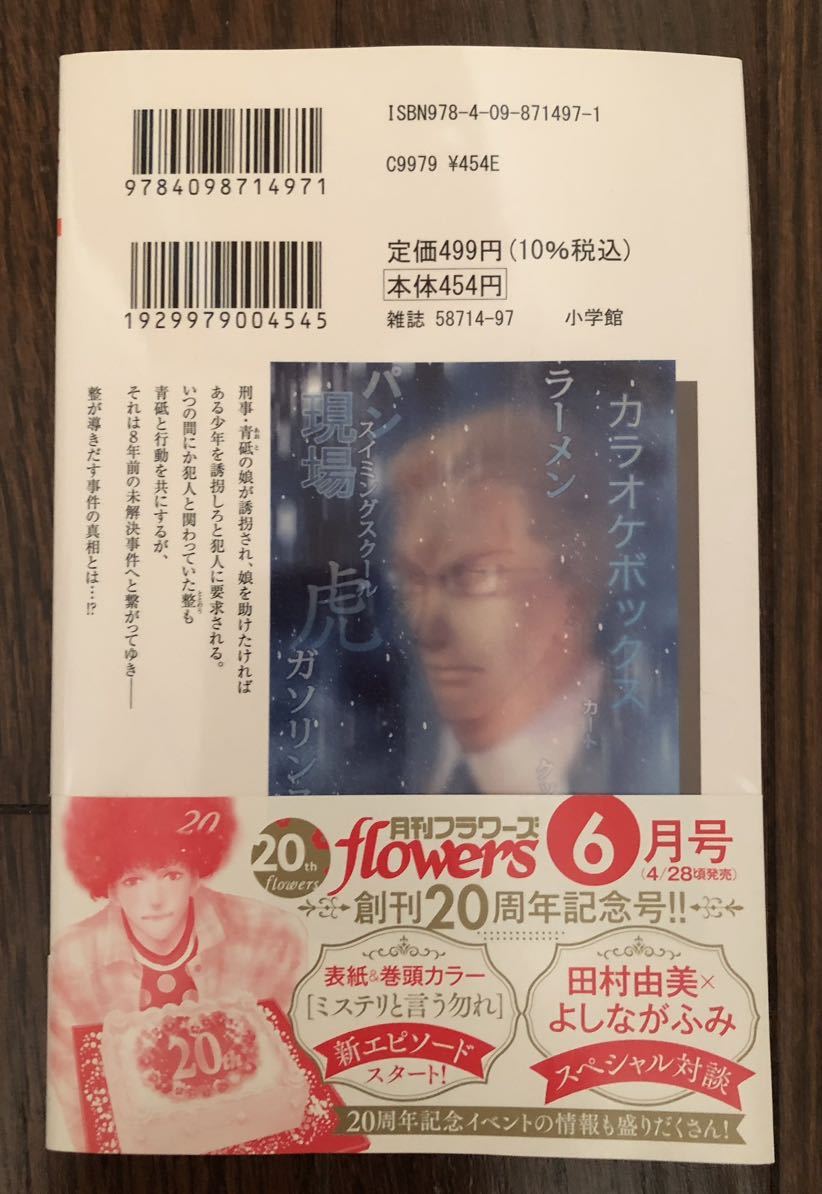 ISBN978-4-09-871497-1
9784098714971
C9979 ¥454E
定価499円(10%税込)
本体454円
1929979004545
雑誌 58714-97 小学館
刑事・青砥の娘が誘拐され、娘を助けたければ
ある少年を誘拐しろと犯人に要求される。
いつの間にか犯人と関わっていた整も
青砥と行動を共にするが、
それは8年前の未解決事件へと繋がってゆき――
整が導きだす事件の真相とは…!?
あお と
ととのう
カラオケボックス
ラーメン
パン
スイミングスクール
現場
虎
ガソリンス
カート
20
20th
flowers
月刊フラワーズ
flowers
6月号
(4/28頃発売)
創刊20周年記念号!!
表紙&巻頭カラー
[ミステリと言う勿れ]
新エピソード
スタート!
田村由美×
よしながふみ
スペシャル対談
20th
20周年記念イベントの情報も盛りだくさん!